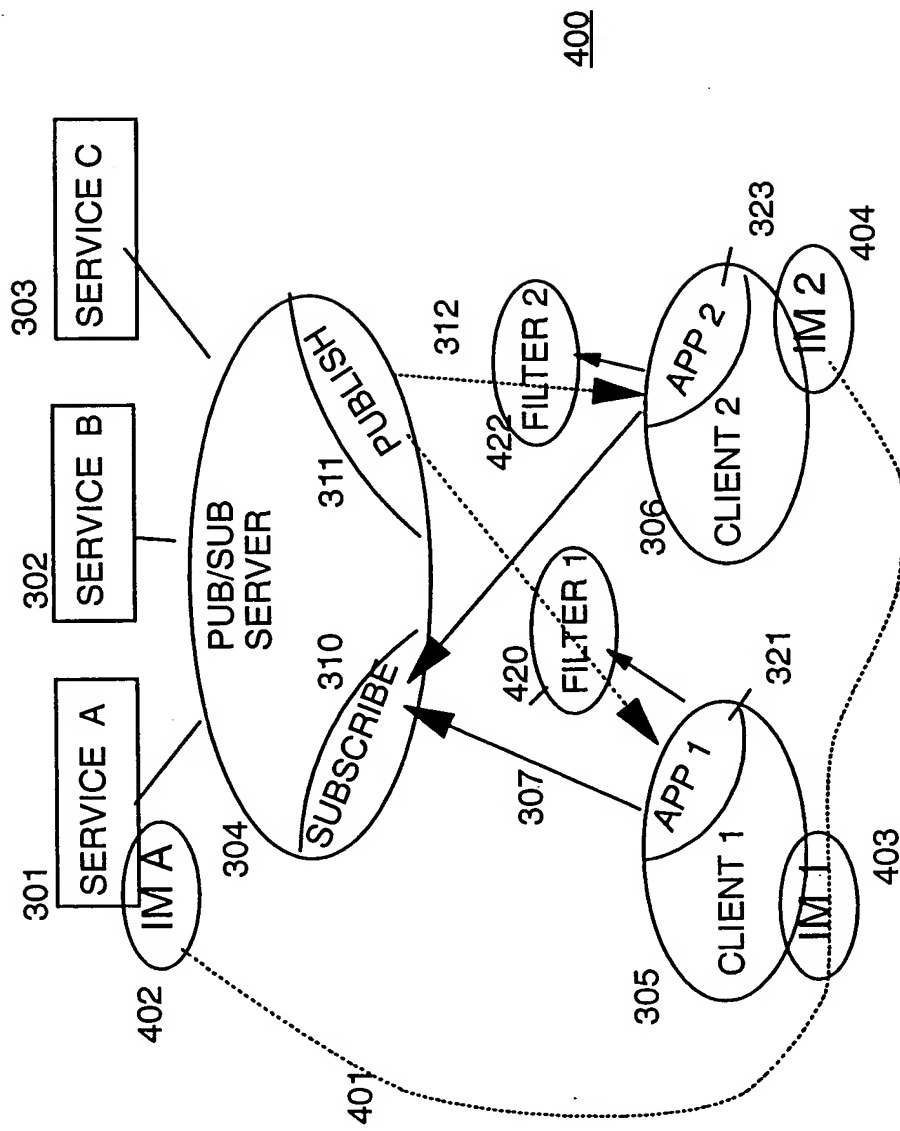 301
SERVICE A
302
SERVICE B
303
SERVICE C
402
IM A
304
PUB/SUB
SERVER
SUBSCRIBE
310
311
PUBLISH
401
307
420
FILTER 1
422
FILTER 2
312
305
CLIENT 1
APP 1
321
IM 1
403
306
CLIENT 2
APP 2
323
IM 2
404
400